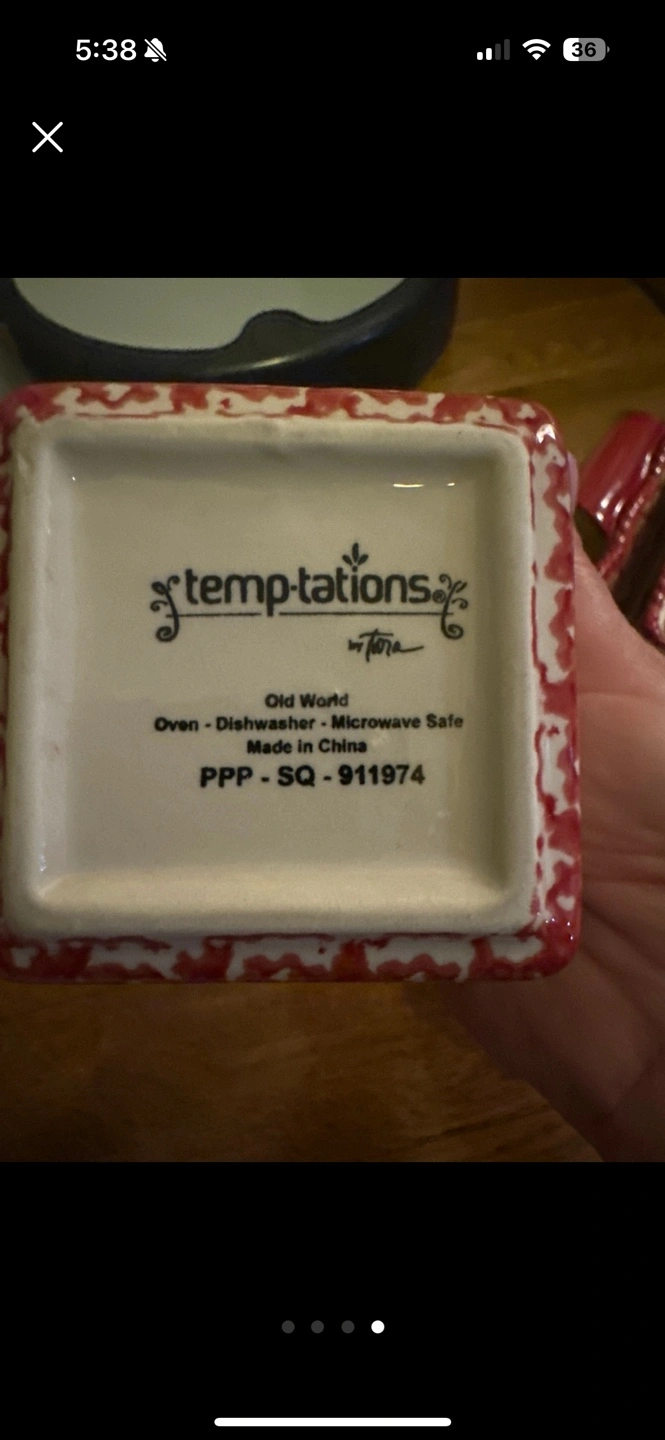 5:38
36
temp-tations®
by Tara
Old World
Oven - Dishwasher - Microwave Safe
Made in China
PPP - SQ - 911974